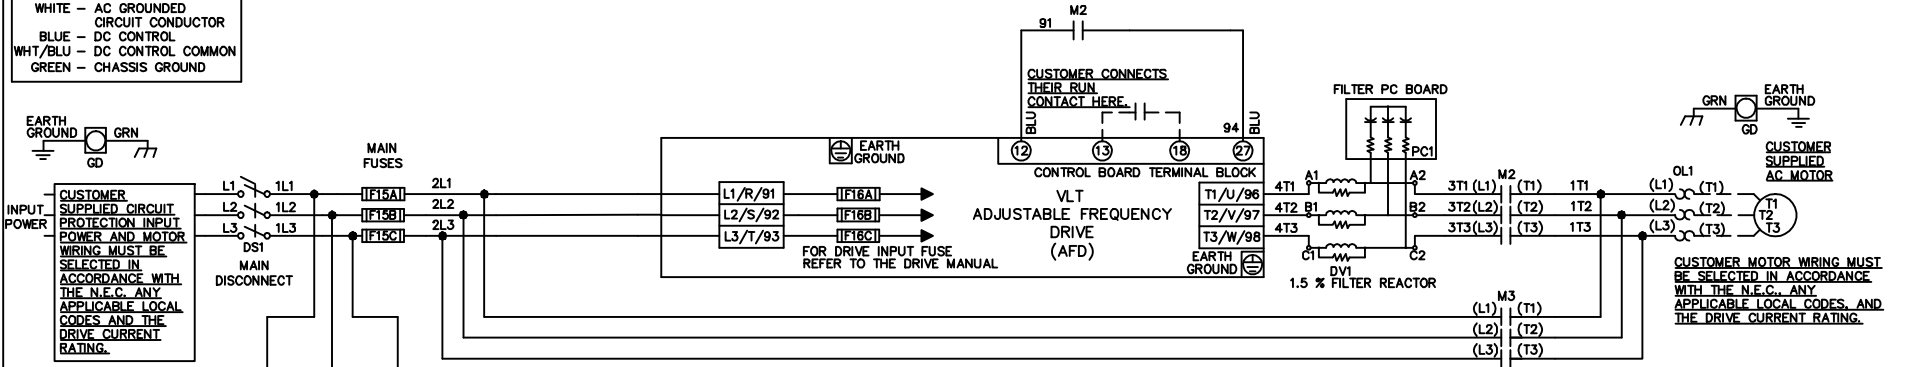 WHITE – AC GROUNDED
CIRCUIT CONDUCTOR
BLUE – DC CONTROL
WHT/BLU – DC CONTROL COMMON
GREEN – CHASSIS GROUND
EARTH
GROUND
GRN
GD
INPUT
POWER
CUSTOMER
SUPPLIED CIRCUIT
PROTECTION INPUT
POWER AND MOTOR
WIRING MUST BE
SELECTED IN
ACCORDANCE WITH
THE N.E.C. ANY
APPLICABLE LOCAL
CODES AND THE
DRIVE CURRENT
RATING.
L1
L2
L3
DS1
MAIN
DISCONNECT
1L1
1L2
1L3
MAIN
FUSES
F15A
F15B
F15C
2L1
2L2
2L3
L1/R/91
L2/S/92
L3/T/93
EARTH
GROUND
F16A
F16B
F16C
FOR DRIVE INPUT FUSE
REFER TO THE DRIVE MANUAL
91
M2
CUSTOMER CONNECTS
THEIR RUN
CONTACT HERE.
BLU
94
BLU
12
13
18
27
CONTROL BOARD TERMINAL BLOCK
VLT
ADJUSTABLE FREQUENCY
DRIVE
(AFD)
T1/U/96
T2/V/97
T3/W/98
EARTH
GROUND
4T1
4T2
4T3
FILTER PC BOARD
PC1
A1
A2
B1
B2
C1
C2
DV1
1.5 % FILTER REACTOR
M2
3T1 (L1) (T1)
3T2(L2) (T2)
3T3(L3) (T3)
1T1
1T2
1T3
M3
(L1) (T1)
(L2) (T2)
(L3) (T3)
GRN
GD
EARTH
GROUND
CUSTOMER
SUPPLIED
AC MOTOR
OL1
(L1) (T1)
(L2) (T2)
(L3) (T3)
T1
T2
T3
CUSTOMER MOTOR WIRING MUST
BE SELECTED IN ACCORDANCE
WITH THE N.E.C., ANY
APPLICABLE LOCAL CODES, AND
THE DRIVE CURRENT RATING.